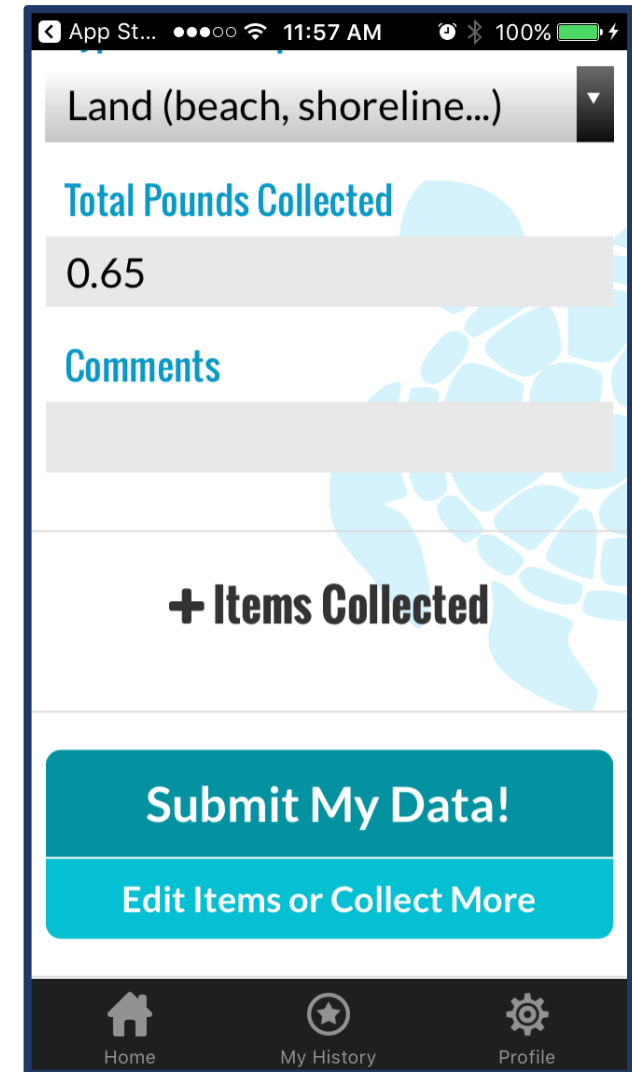 App St... 11:57 AM 100%
Land (beach, shoreline...)
Total Pounds Collected
0.65
Comments
+ Items Collected
Submit My Data!
Edit Items or Collect More
Home My History Profile